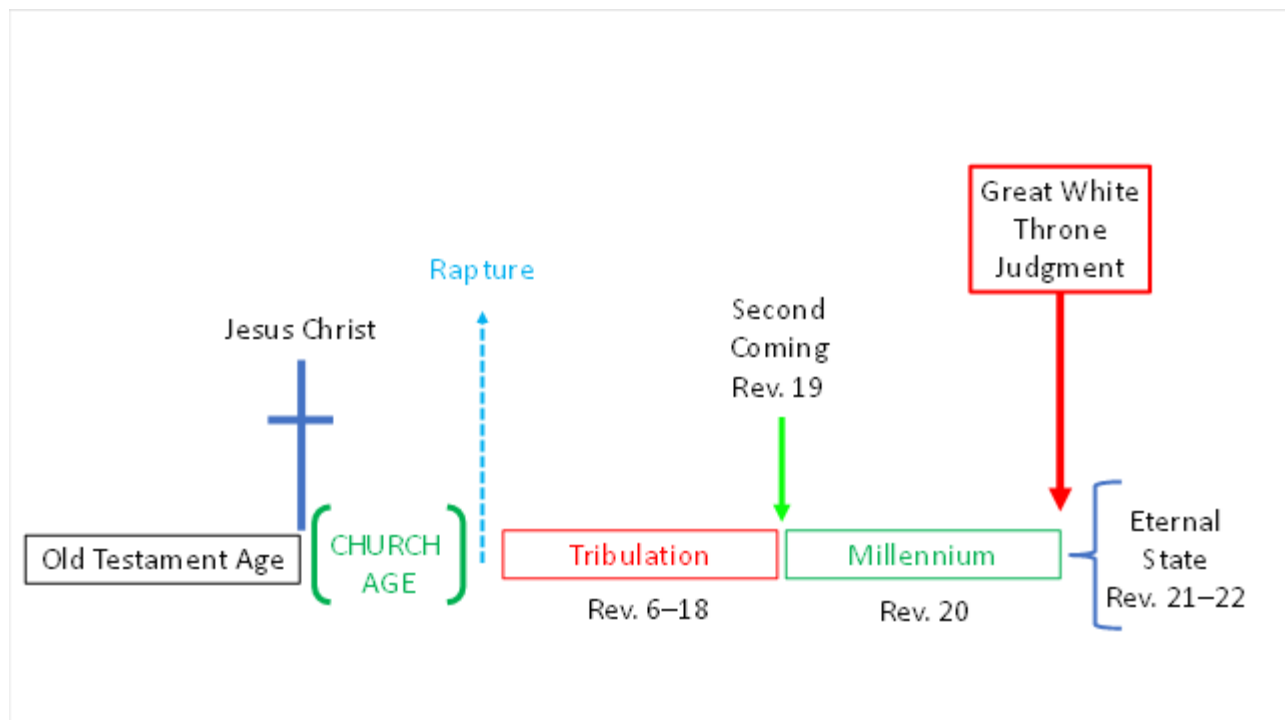 Great White
Throne
Judgment
Rapture
Second
Coming
Rev. 19
Jesus Christ
Old Testament Age
CHURCH
AGE
Tribulation
Millennium
Eternal
State
Rev. 21–22
Rev. 6–18
Rev. 20